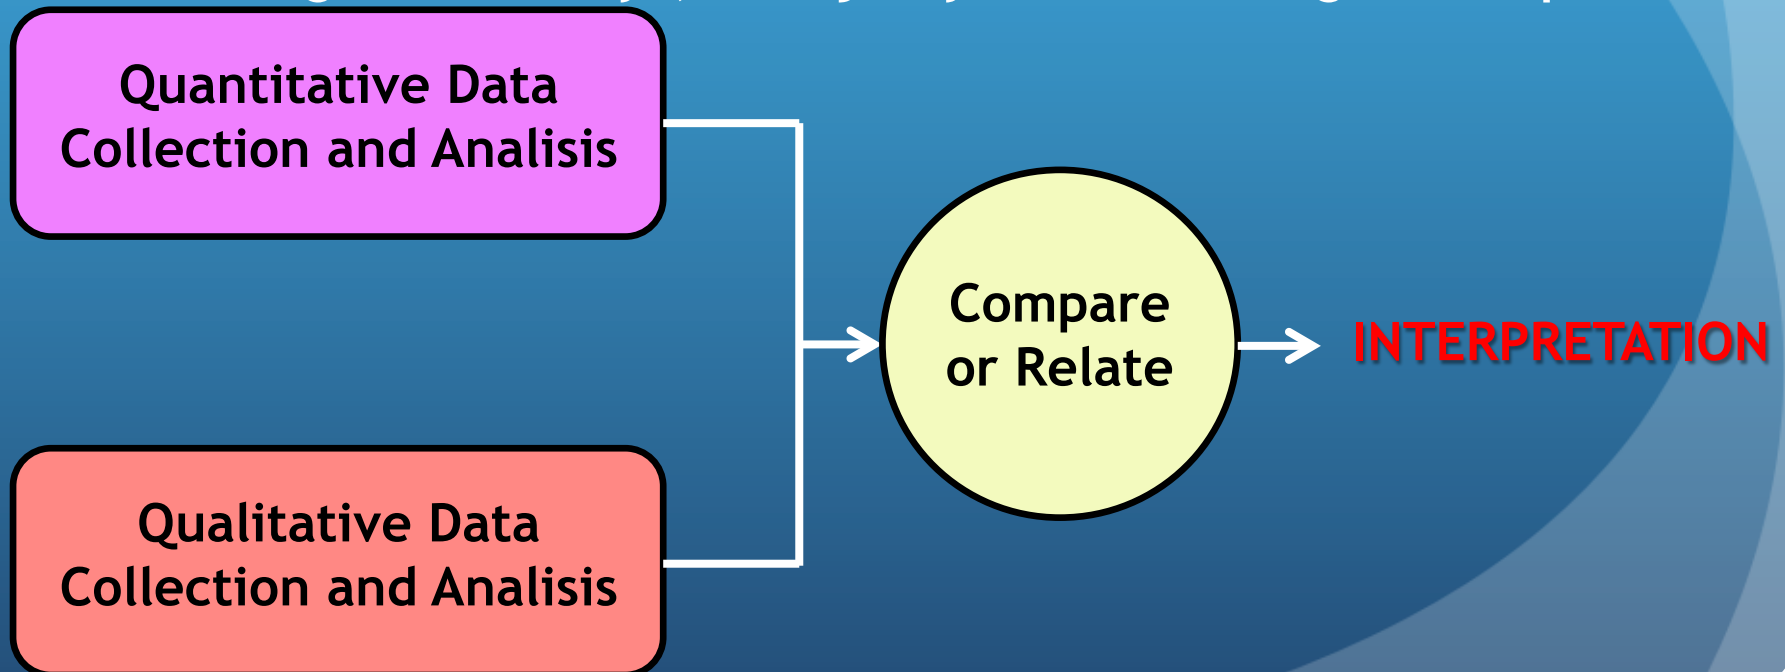 Quantitative Data
Collection and Analisis
Compare
or Relate
INTERPRETATION
Qualitative Data
Collection and Analisis